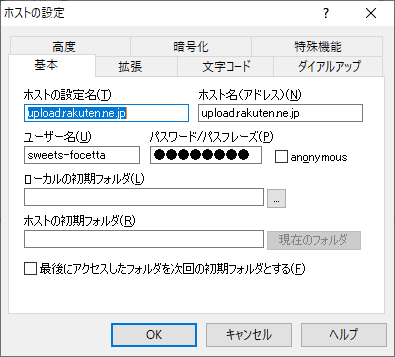 ホストの設定
高度 暗号化 特殊機能
基本 拡張 文字コード ダイアルアップ
ホストの設定名(T) ホスト名(アドレス)(N)
upload.rakuten.ne.jp upload.rakuten.ne.jp
ユーザー名(U) パスワード/パスフレーズ(P)
sweets-focetta ●●●●●●●● anonymous
ローカルの初期フォルダ(L)
...
ホストの初期フォルダ(R)
現在のフォルダ
最後にアクセスしたフォルダを次回の初期フォルダとする(F)
OK キャンセル ヘルプ